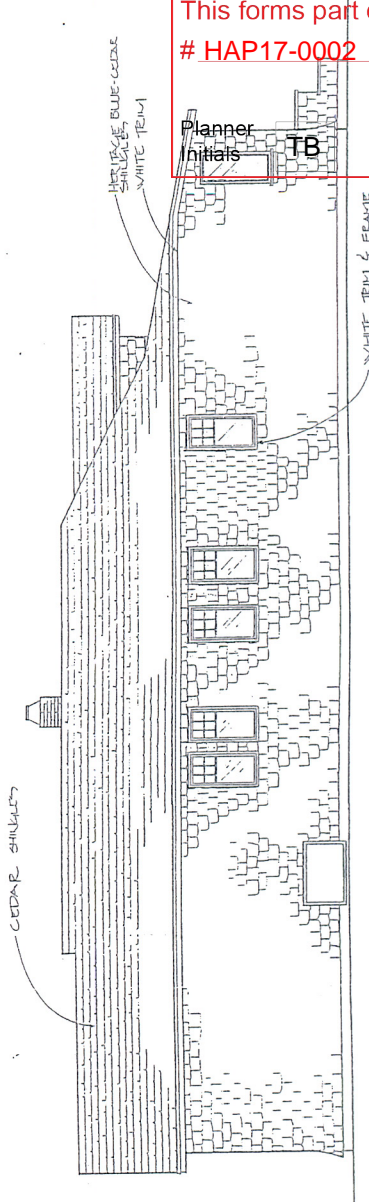 This forms part o
# HAP17-0002
Planner
Initials
TB
HERITAGE BLUE-CEDAR
SHINGLES
WHITE TRIM
WHITE TRIM & FRAME
CEDAR SHINGLES